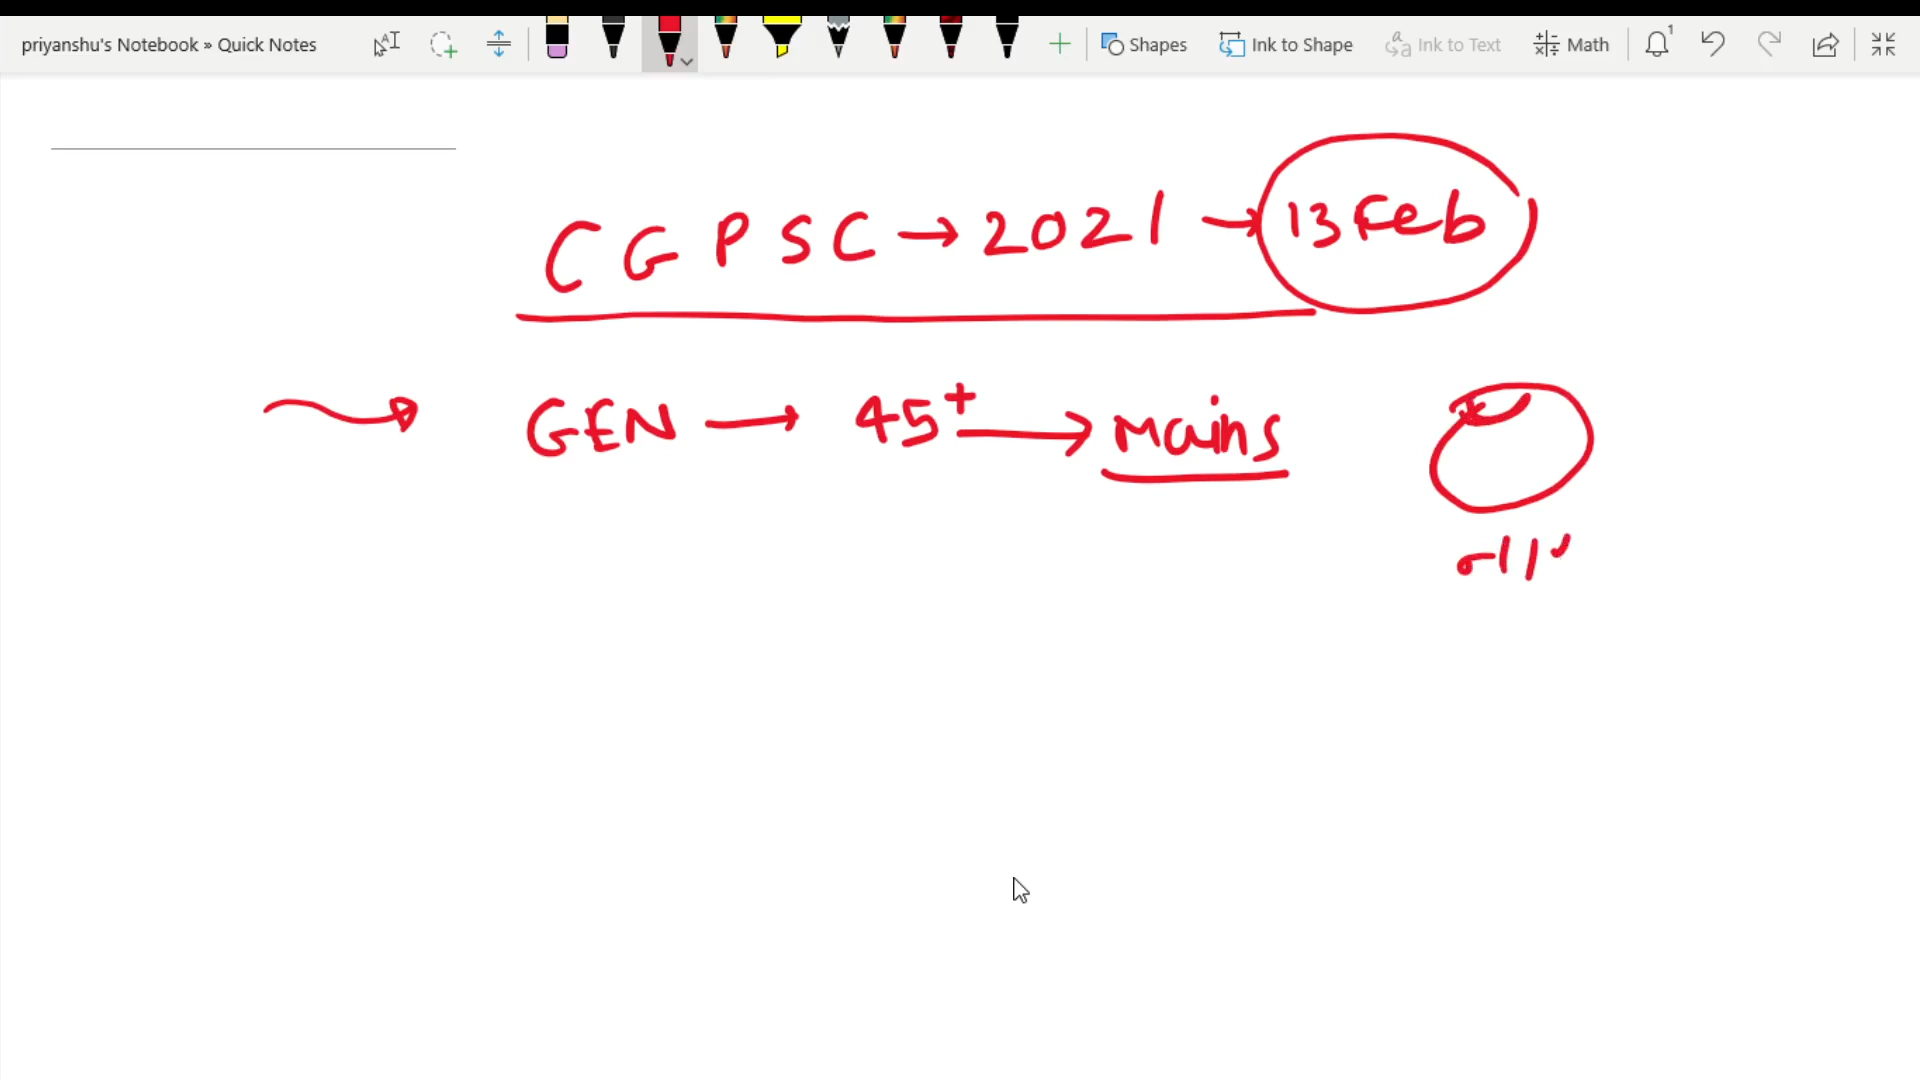 priyanshu's Notebook » Quick Notes Shapes Ink to Shape Ink to Text Math 1
CGPSC → 2021 → 13 Feb
GEN → 45+ → Mains